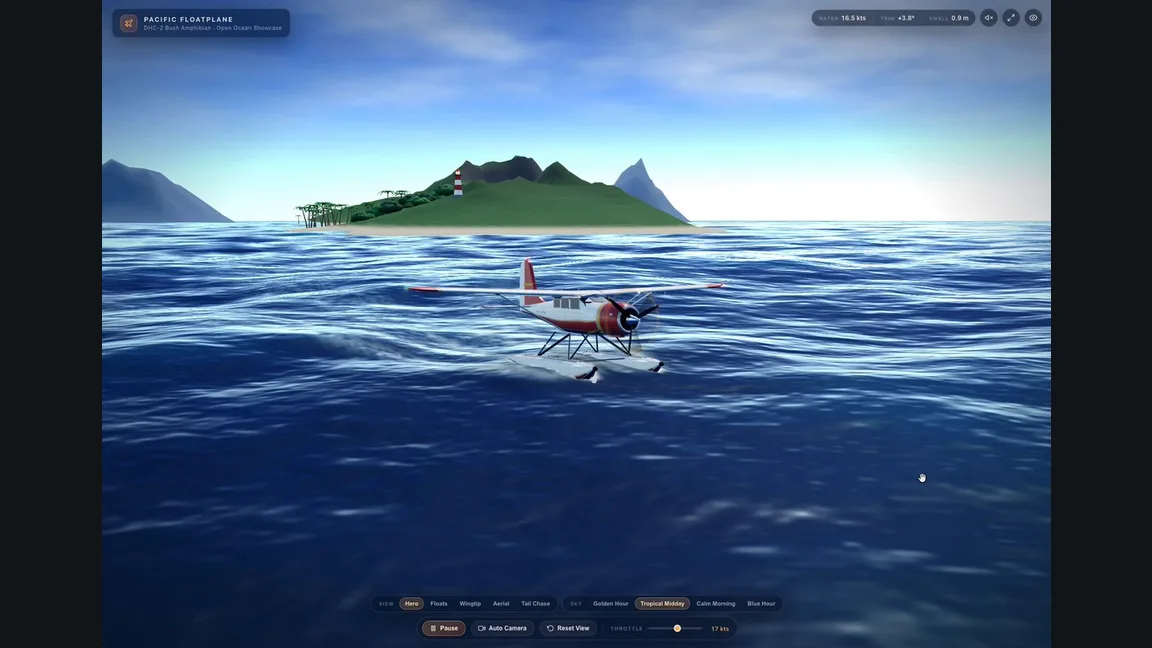 PACIFIC FLOATPLANE
DHC-2 Bush Amphibian · Open Ocean Showcase
WATER 16.5 kts TRIM +3.8° SWELL 0.9 m
VIEW Hero Floats Wingtip Aerial Tail Chase SKY Golden Hour Tropical Midday Calm Morning Blue Hour
Pause Auto Camera Reset View THROTTLE 17 kts